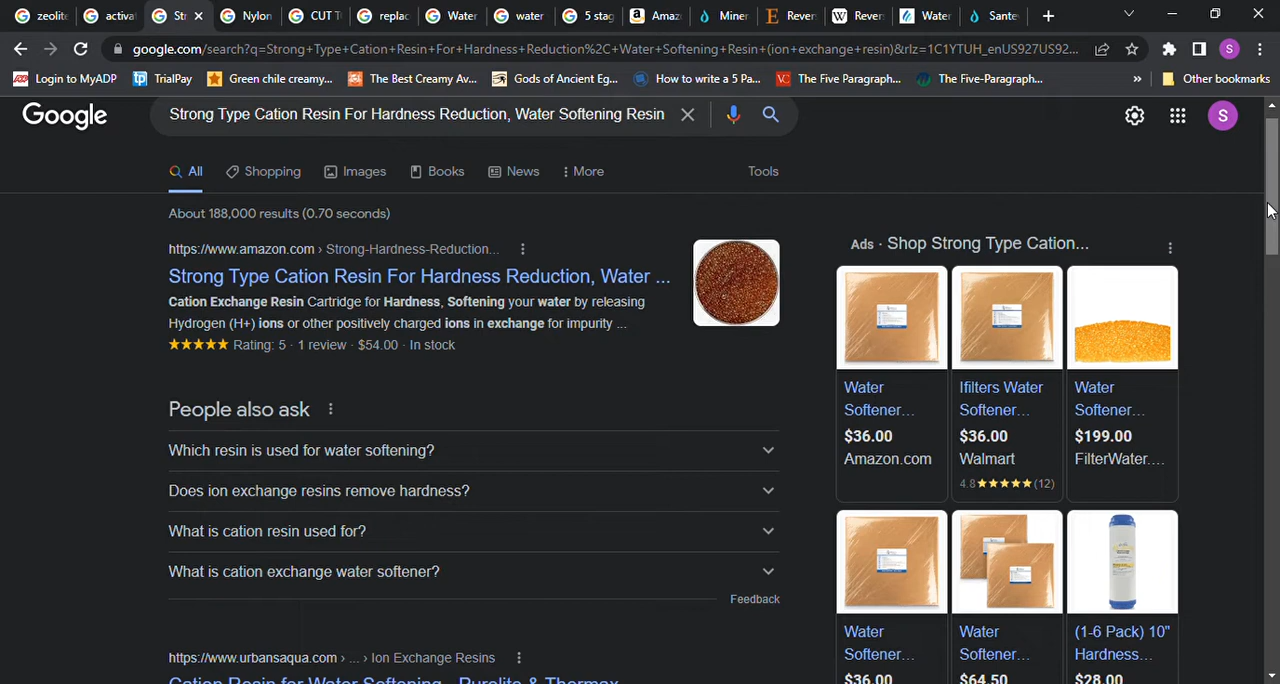 zeolite
activa
St
Nylon
CUT T
replac
Water
water
5 stag
Amaz
Miner
Rever
Rever
Water
Sante
google.com/search?q=Strong+Type+Cation+Resin+For+Hardness+Reduction%2C+Water+Softening+Resin+(ion+exchange+resin)&rlz=1C1YTUH_enUS927US92...
S
Login to MyADP
TrialPay
Green chile creamy...
The Best Creamy Av...
Gods of Ancient Eg...
How to write a 5 Pa...
The Five Paragraph...
The Five-Paragraph...
»
Other bookmarks
Google
Strong Type Cation Resin For Hardness Reduction, Water Softening Resin
S
All
Shopping
Images
Books
News
More
Tools
About 188,000 results (0.70 seconds)
https://www.amazon.com › Strong-Hardness-Reduction...
Strong Type Cation Resin For Hardness Reduction, Water ...
Cation Exchange Resin Cartridge for Hardness, Softening your water by releasing
Hydrogen (H+) ions or other positively charged ions in exchange for impurity ...
★★★★★ Rating: 5 · 1 review · $54.00 · In stock
People also ask
Which resin is used for water softening?
Does ion exchange resins remove hardness?
What is cation resin used for?
What is cation exchange water softener?
Feedback
https://www.urbansaqua.com › ... › Ion Exchange Resins
Cation Resin for Water Softening - Purolite & Thermax
Ads · Shop Strong Type Cation...
Water
Softener...
$36.00
Amazon.com
Ifilters Water
Softener...
$36.00
Walmart
4.8★★★★★(12)
Water
Softener...
$199.00
FilterWater....
Water
Softener...
$36.00
Water
Softener...
$64.50
(1-6 Pack) 10"
Hardness...
$28.00